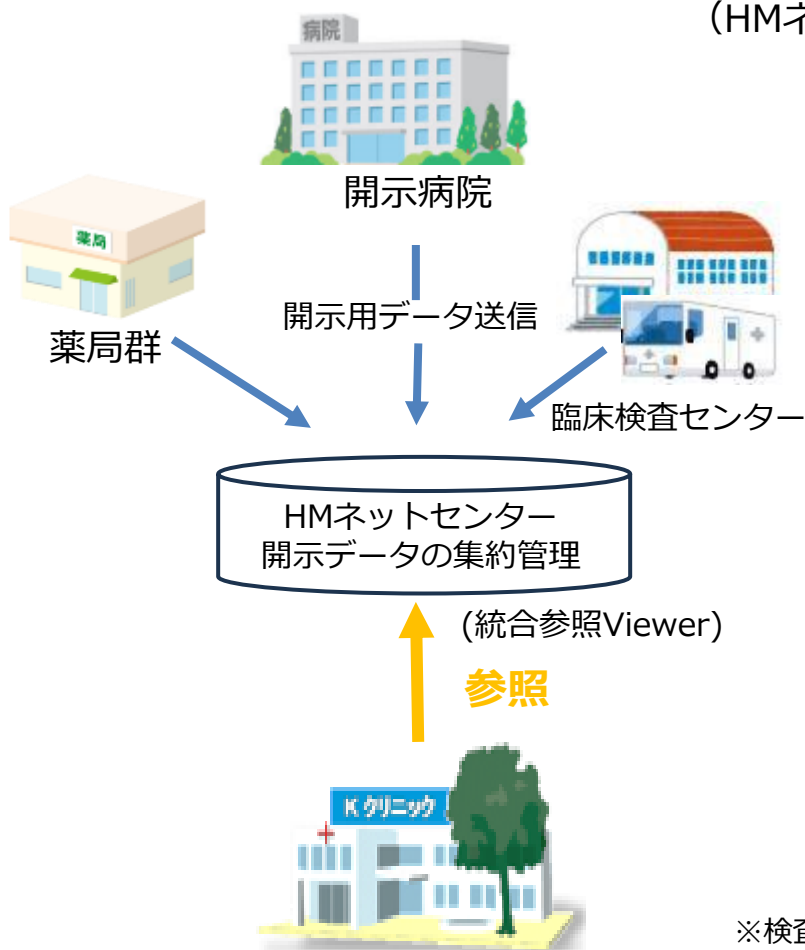 （HMネ
病院
開示病院
薬局
薬局群
開示用データ送信
臨床検査センター
HMネットセンター
開示データの集約管理
(統合参照Viewer)
参照
K クリニック
※検査